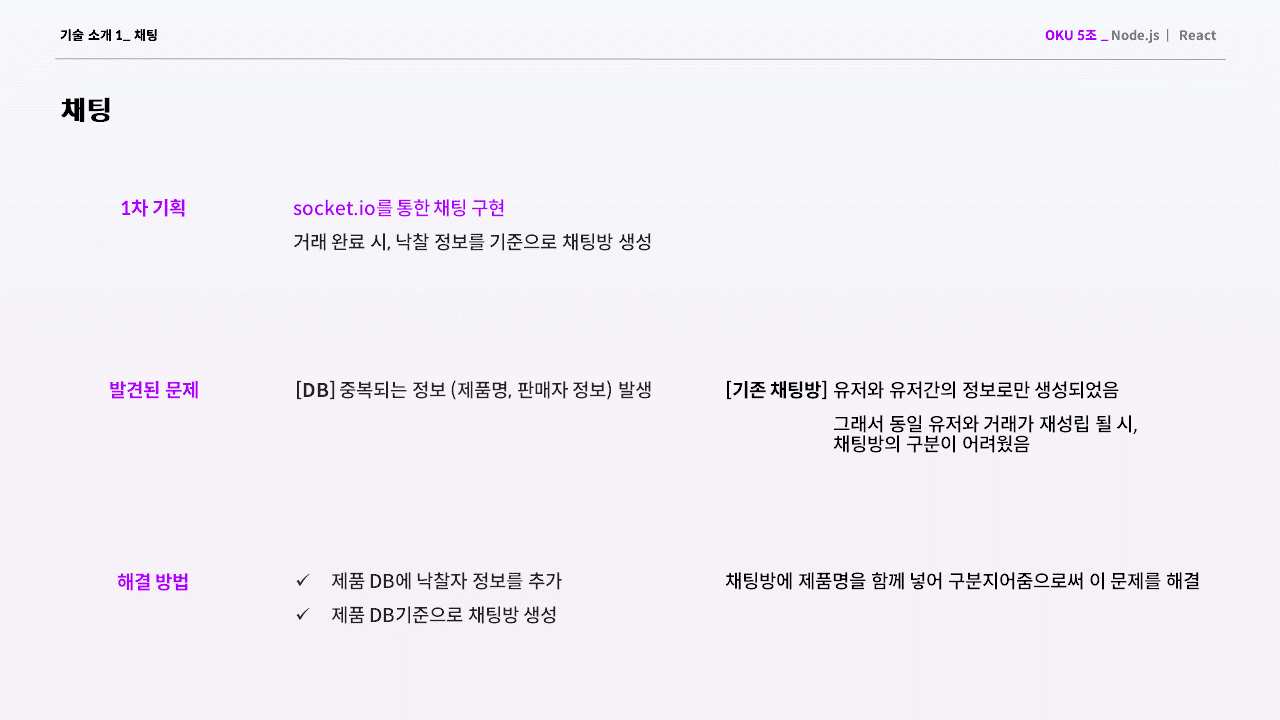 기술 소개 1_ 채팅
OKU 5조 _ Node.js | React
채팅
1차 기획
socket.io를 통한 채팅 구현
거래 완료 시, 낙찰 정보를 기준으로 채팅방 생성
발견된 문제
[DB] 중복되는 정보 (제품명, 판매자 정보) 발생
[기존 채팅방] 유저와 유저간의 정보로만 생성되었음
그래서 동일 유저와 거래가 재성립 될 시,
채팅방의 구분이 어려웠음
해결 방법
✓ 제품 DB에 낙찰자 정보를 추가
✓ 제품 DB기준으로 채팅방 생성
채팅방에 제품명을 함께 넣어 구분지어줌으로써 이 문제를 해결